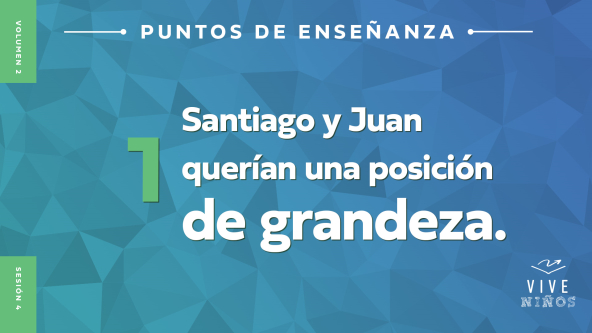 VOLUMEN 2
PUNTOS DE ENSEÑANZA
1
Santiago y Juan
querían una posición
de grandeza.
SESIÓN 4
VIVE
NIÑOS